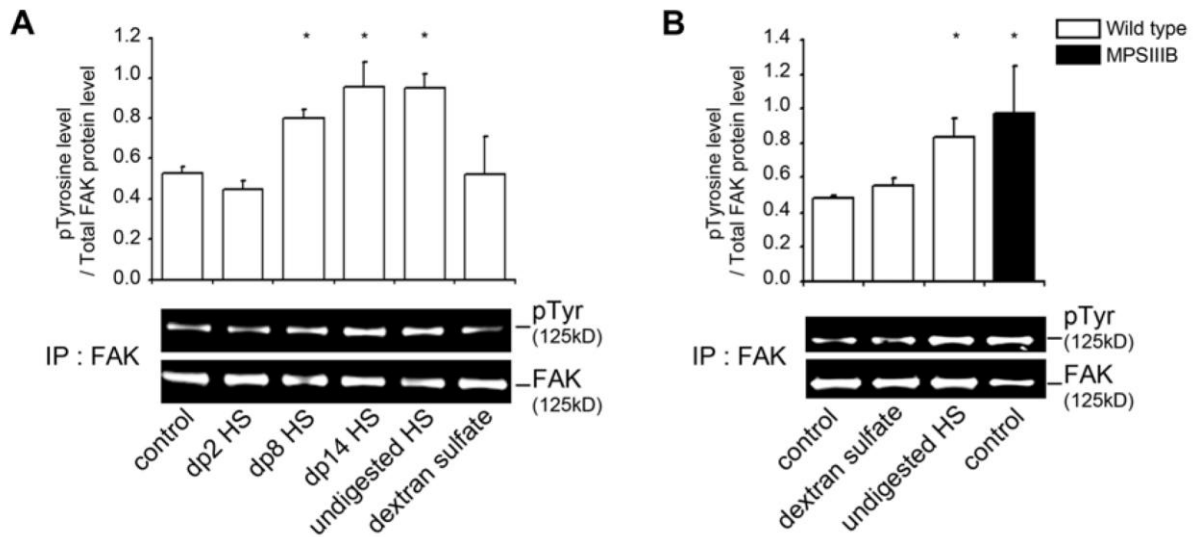 A
pTyrosine level
/ Total FAK protein level
1.2
1.0
0.8
0.6
0.4
0.2
0.0
* * *
IP : FAK
pTyr
(125kD)
FAK
(125kD)
control
dp2 HS
dp8 HS
dp14 HS
undigested HS
dextran sulfate
B
Wild type
MPSIIIB
pTyrosine level
/ Total FAK protein level
1.4
1.2
1.0
0.8
0.6
0.4
0.2
0.0
* *
IP : FAK
pTyr
(125kD)
FAK
(125kD)
control
dextran sulfate
undigested HS
control